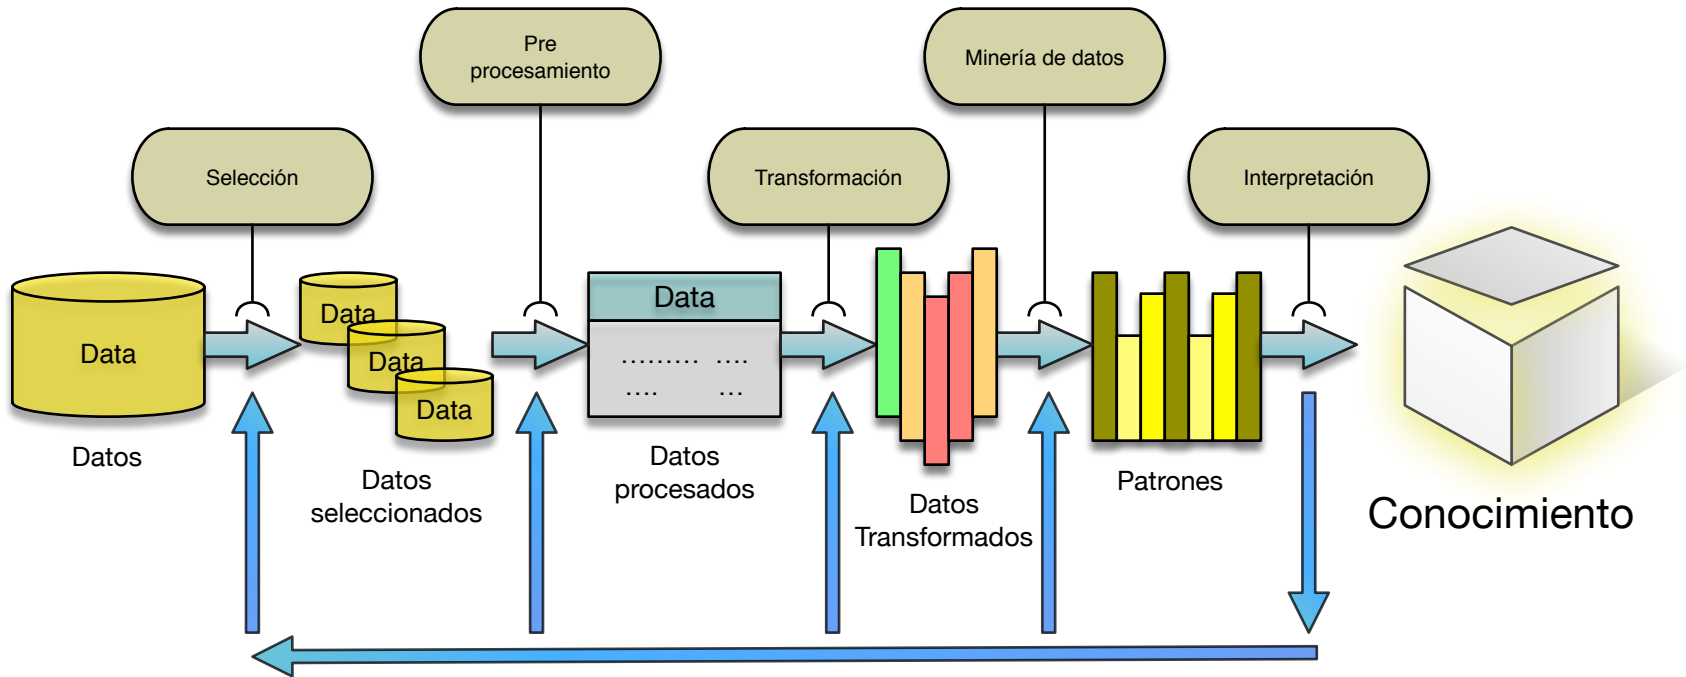 Pre
procesamiento
Minería de datos
Selección
Transformación
Interpretación
Data
Data
Data
Data
Data
......... ....
.... ...
Datos
Datos
seleccionados
Datos
procesados
Datos
Transformados
Patrones
Conocimiento